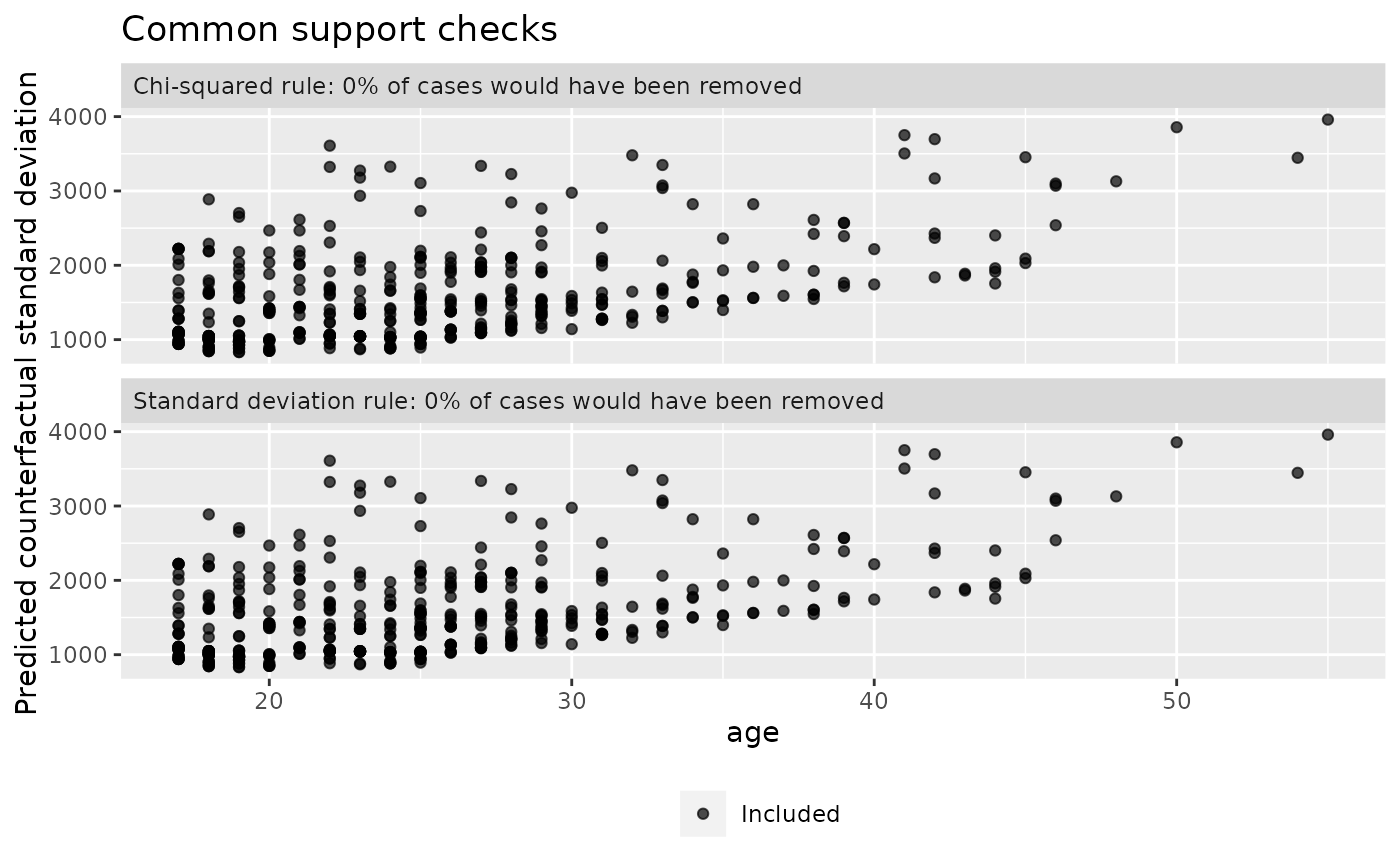 Common support checks
Predicted counterfactual standard deviation
Chi-squared rule: 0% of cases would have been removed
4000
3000
2000
1000
Standard deviation rule: 0% of cases would have been removed
4000
3000
2000
1000
20 30 40 50
age
Included